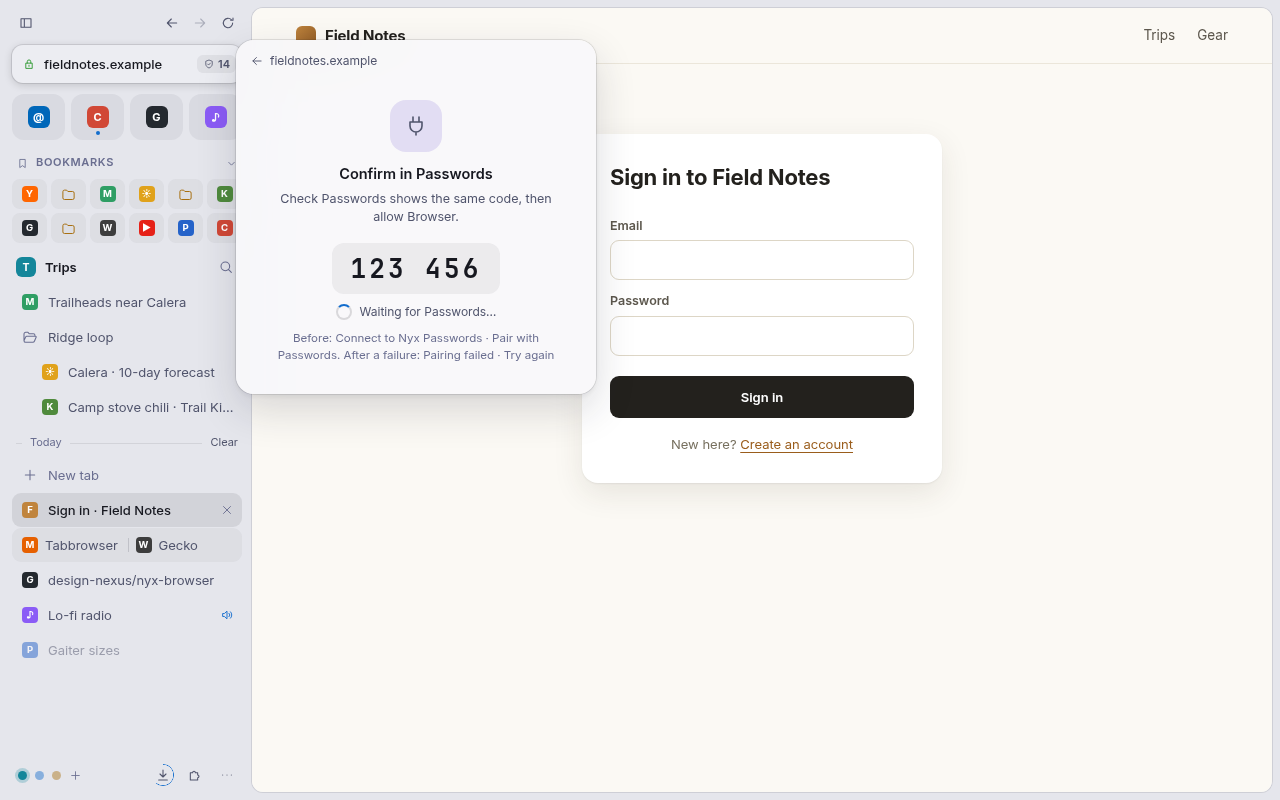 fieldnotes.example
14
@
C
G
BOOKMARKS
Y
M
K
G
W
P
C
T Trips
M Trailheads near Calera
Ridge loop
Calera · 10-day forecast
K Camp stove chili · Trail Ki...
Today
Clear
New tab
F Sign in · Field Notes
M Tabbrowser
W Gecko
G design-nexus/nyx-browser
Lo-fi radio
P Gaiter sizes
Field Notes
Trips
Gear
fieldnotes.example
Confirm in Passwords
Check Passwords shows the same code, then
allow Browser.
123 456
Waiting for Passwords...
Before: Connect to Nyx Passwords · Pair with
Passwords. After a failure: Pairing failed · Try again
Sign in to Field Notes
Email
Password
Sign in
New here? Create an account